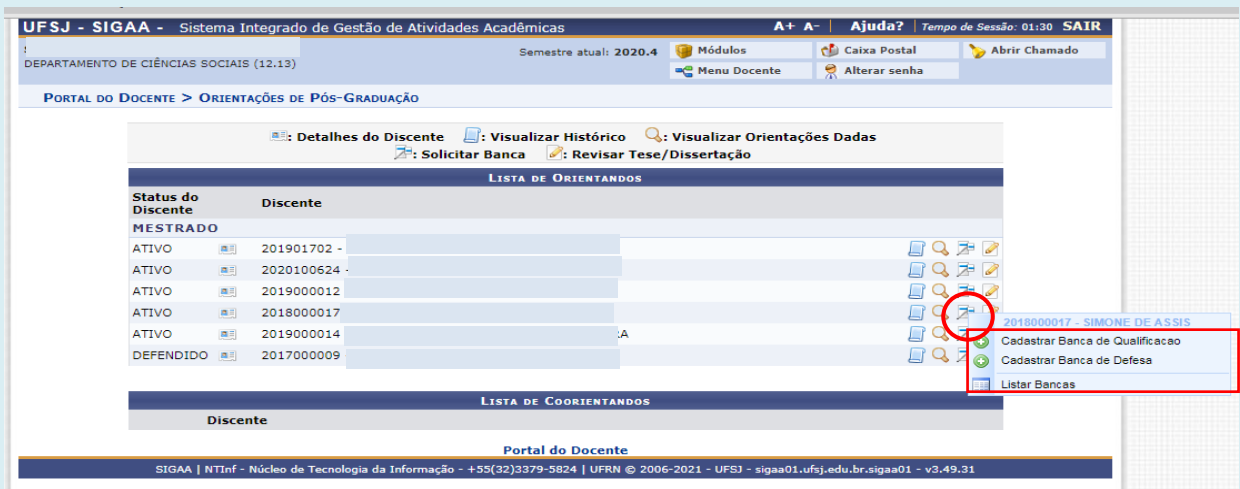 UFSJ - SIGAA - Sistema Integrado de Gestão de Atividades Acadêmicas A+ A- | Ajuda? | Tempo de Sessão: 01:30 SAIR
Semestre atual: 2020.4 Módulos Caixa Postal Abrir Chamado
DEPARTAMENTO DE CIÊNCIAS SOCIAIS (12.13)
Menu Docente Alterar senha
PORTAL DO DOCENTE > ORIENTAÇÕES DE PÓS-GRADUAÇÃO
: Detalhes do Discente : Visualizar Histórico : Visualizar Orientações Dadas
: Solicitar Banca : Revisar Tese/Dissertação
LISTA DE ORIENTANDOS
Status do Discente Discente
MESTRADO
ATIVO 201901702 -
ATIVO 2020100624 -
ATIVO 2019000012
ATIVO 2018000017
ATIVO 2019000014 RA
DEFENDIDO 2017000009
2018000017 - SIMONE DE ASSIS
Cadastrar Banca de Qualificacao
Cadastrar Banca de Defesa
Listar Bancas
LISTA DE COORIENTANDOS
Discente
Portal do Docente
SIGAA | NTInf - Núcleo de Tecnologia da Informação - +55(32)3379-5824 | UFRN © 2006-2021 - UFSJ - sigaa01.ufsj.edu.br.sigaa01 - v3.49.31